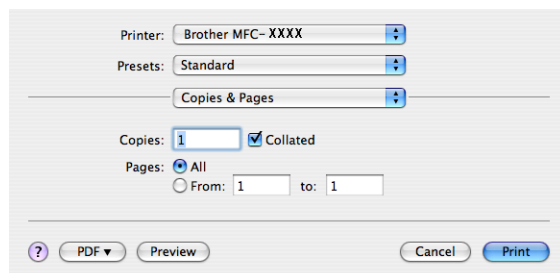 Printer: Brother MFC-XXXX
Presets: Standard
Copies & Pages
Copies: 1 Collated
Pages: All
From: 1 to: 1
? PDF ▼ Preview Cancel Print